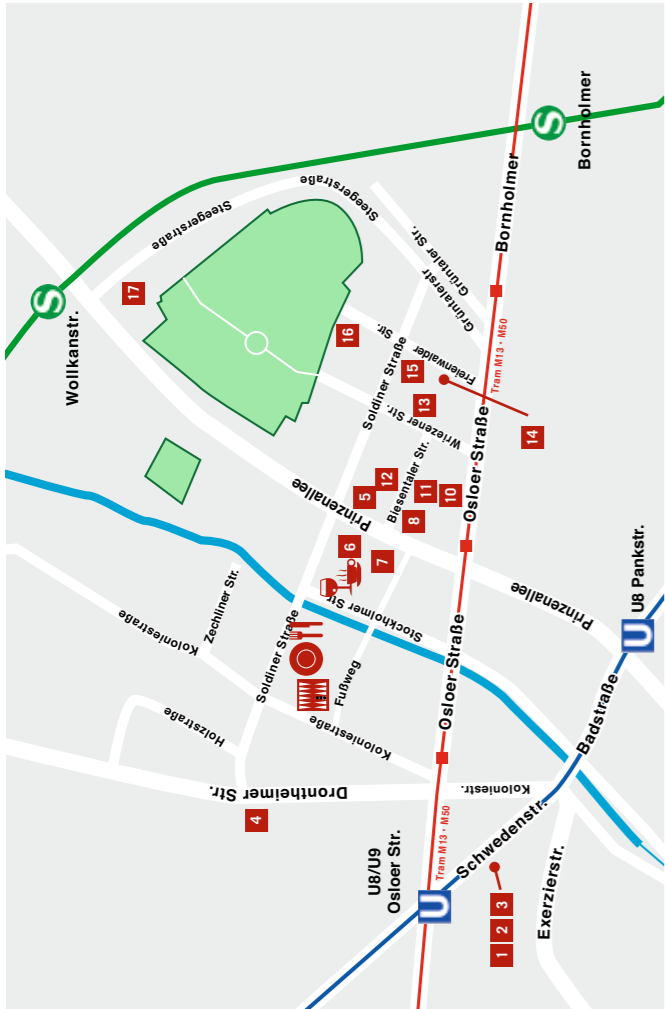 Wollkanstr.
S
17
Steegerstraße
Steegerstraße
S
Bornholmer
Bornholmer
Grüntaler Str.
Grüntalerstr
16
Freienwalder Str.
Soldiner Straße
15
13
14
Wriezener Str.
Tram M13 · M50
Osloer-Straße
Biesentaler Str.
12
5
11
10
8
Prinzenallee
6
7
Prinzenallee
Stockholmer Str.
Zechliner Str.
Koloniestraße
Soldiner Straße
Fußweg
Koloniestraße
Holzstraße
Osloer-Straße
U8 Pankstr.
U
Badstraße
Drontheimer Str.
Koloniestr.
4
Tram M13 · M50
U8/U9
Osloer Str.
U
Schwedenstr.
Exerzierstr.
1 2 3